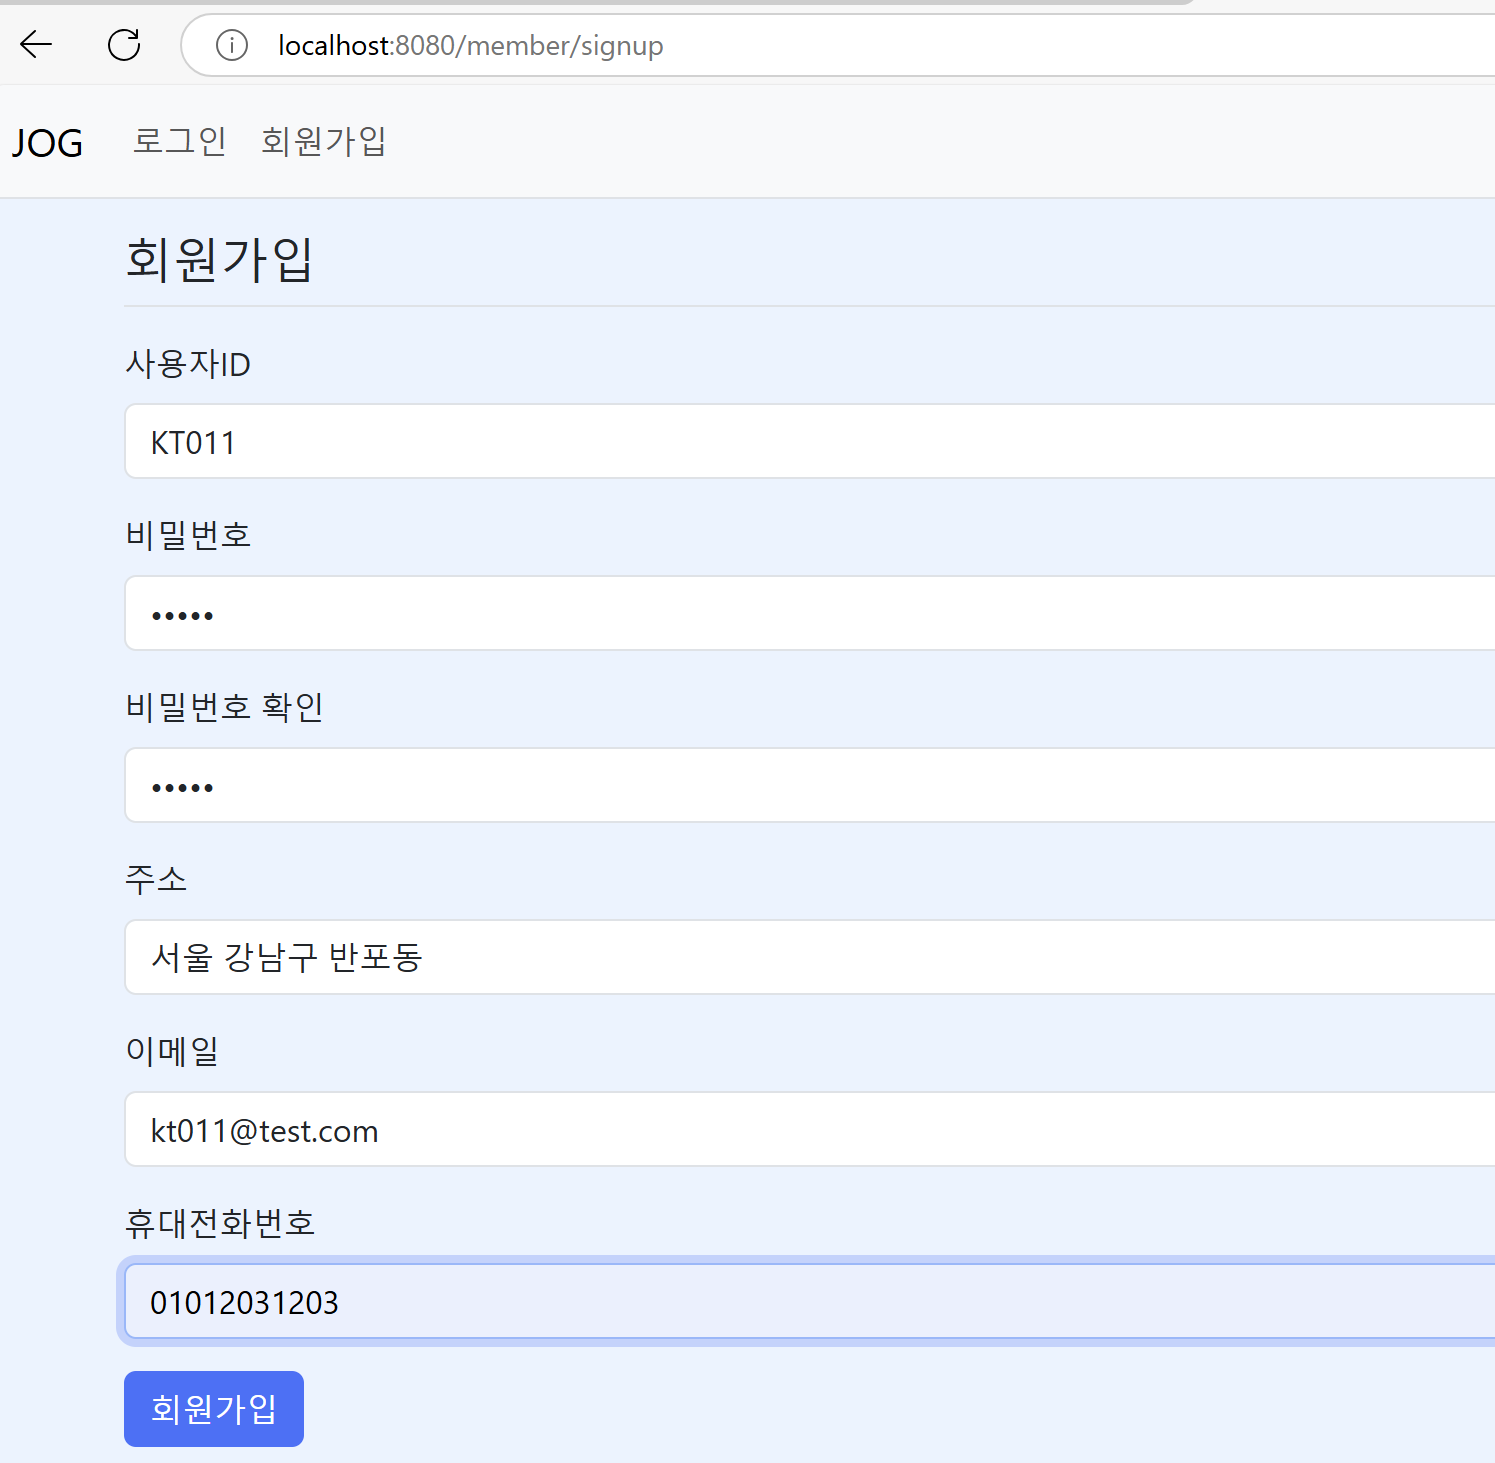 localhost:8080/member/signup
JOG 로그인 회원가입
회원가입
사용자ID
KT011
비밀번호
•••••
비밀번호 확인
•••••
주소
서울 강남구 반포동
이메일
kt011@test.com
휴대전화번호
01012031203
회원가입